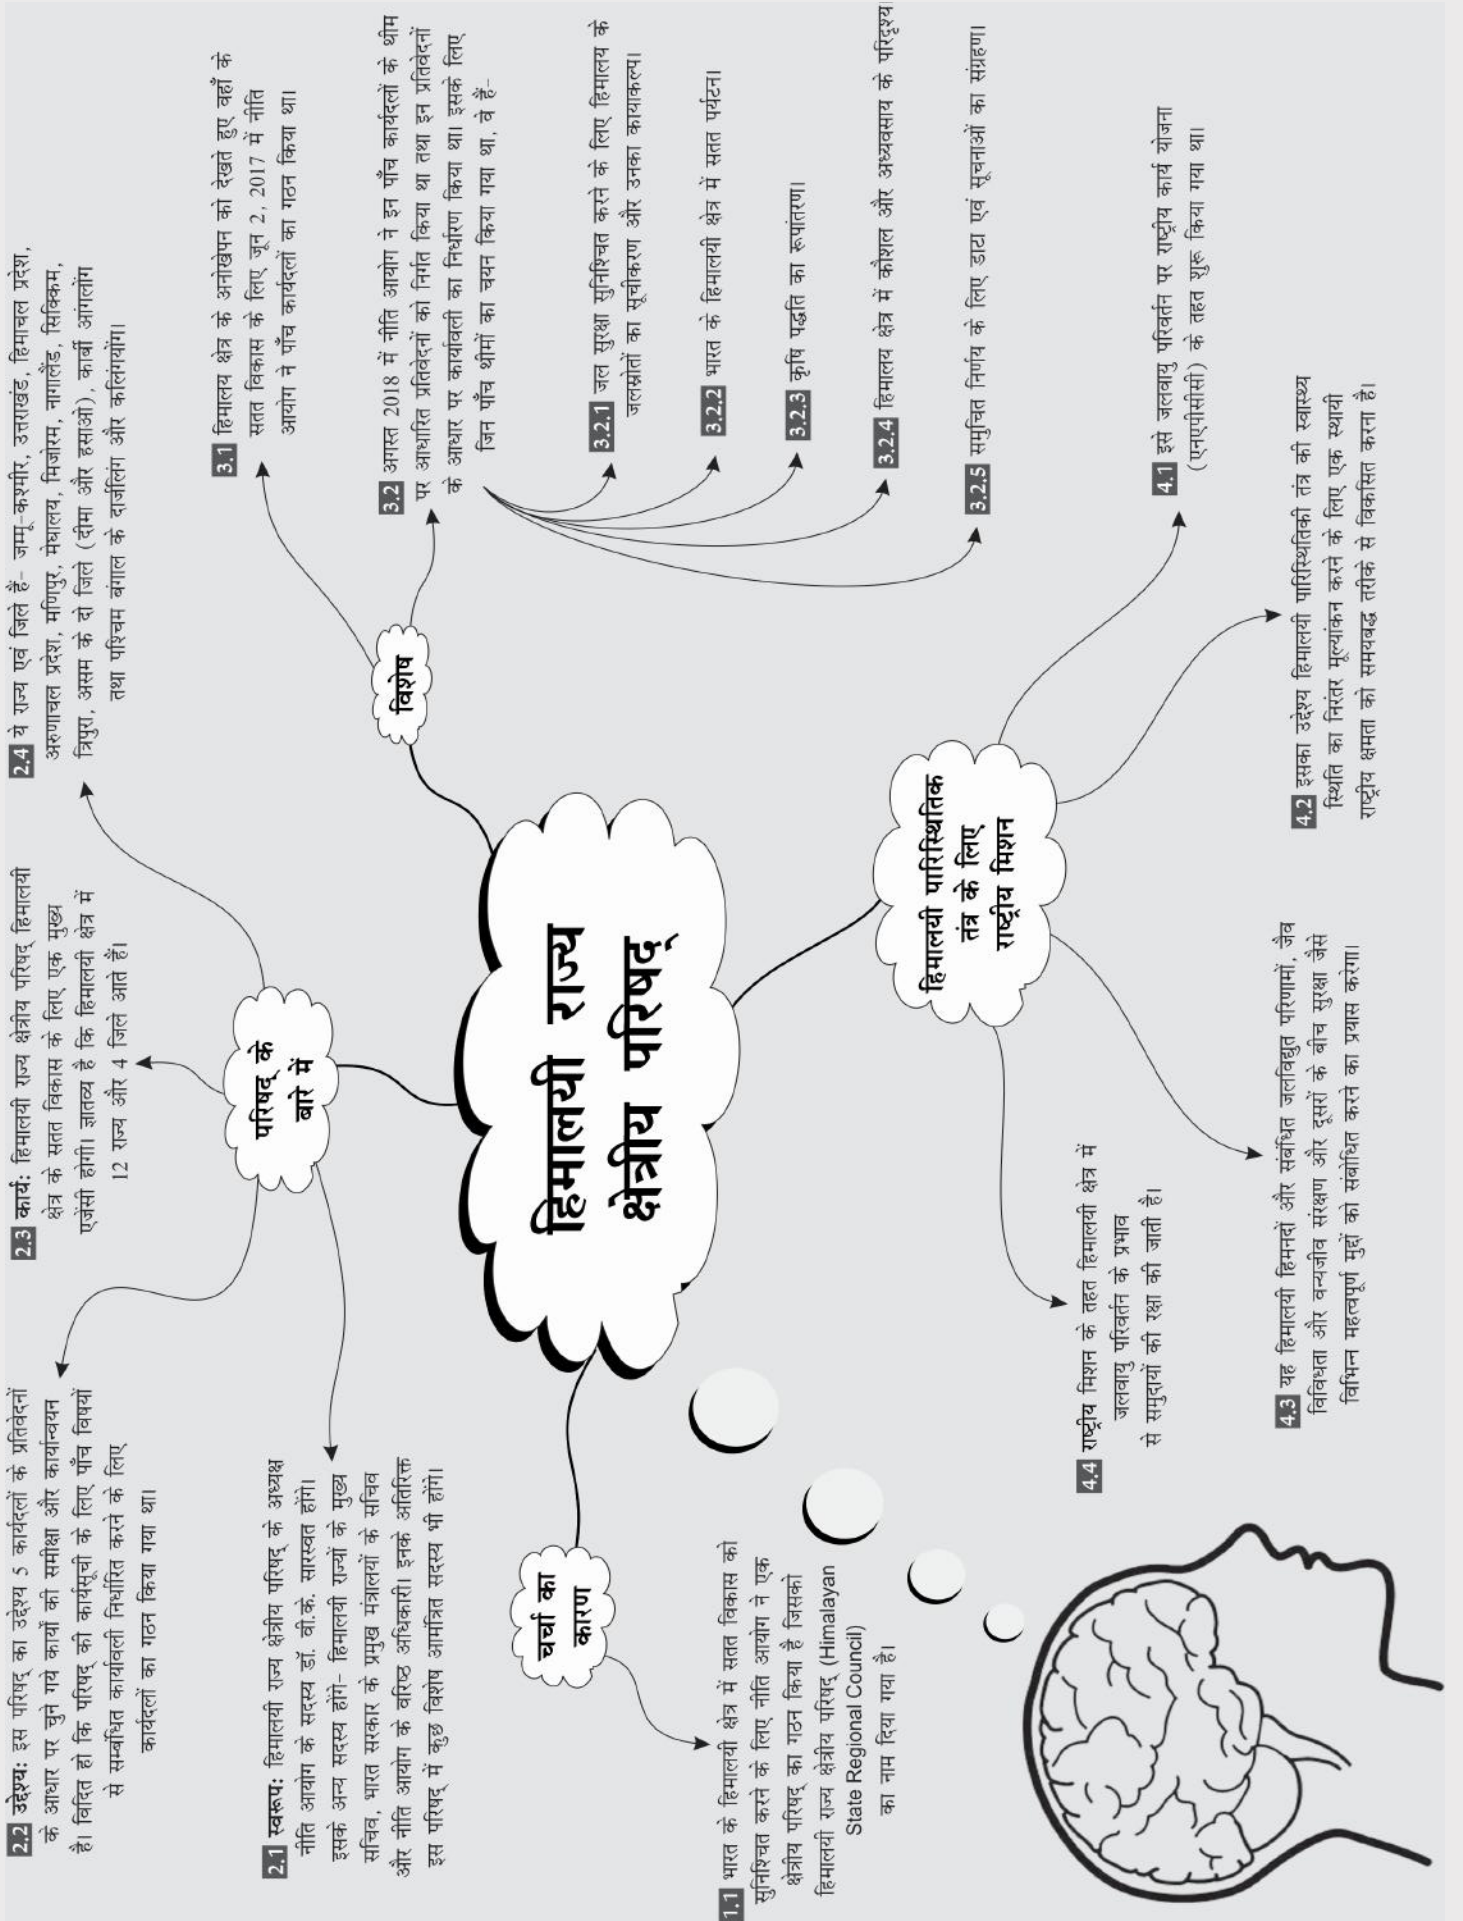 हिमालयी राज्य
क्षेत्रीय परिषद्
चर्चा का
कारण
1.1 भारत के हिमालयी क्षेत्र में सतत विकास को
सुनिश्चित करने के लिए नीति आयोग ने एक
क्षेत्रीय परिषद् का गठन किया है जिसको
हिमालयी राज्य क्षेत्रीय परिषद् (Himalayan
State Regional Council)
का नाम दिया गया है।
परिषद् के
बारे में
2.1 स्वरूप: हिमालयी राज्य क्षेत्रीय परिषद् के अध्यक्ष
नीति आयोग के सदस्य डॉ. वी.के. सारस्वत होंगे।
इसके अन्य सदस्य होंगे- हिमालयी राज्यों के मुख्य
सचिव, भारत सरकार के प्रमुख मंत्रालयों के सचिव
और नीति आयोग के वरिष्ठ अधिकारी। इनके अतिरिक्त
इस परिषद् में कुछ विशेष आमंत्रित सदस्य भी होंगे।
2.2 उद्देश्य: इस परिषद् का उद्देश्य 5 कार्यदलों के प्रतिवेदनों
के आधार पर चुने गये कार्यों की समीक्षा और कार्यान्वयन
है। विदित हो कि परिषद् की कार्यसूची के लिए पाँच विषयों
से सम्बंधित कार्यावली निर्धारित करने के लिए
कार्यदलों का गठन किया गया था।
2.3 कार्य: हिमालयी राज्य क्षेत्रीय परिषद् हिमालयी
क्षेत्र के सतत विकास के लिए एक मुख्य
एजेंसी होगी। ज्ञातव्य है कि हिमालयी क्षेत्र में
12 राज्य और 4 जिले आते हैं।
2.4 ये राज्य एवं जिले हैं- जम्मू-कश्मीर, उत्तराखंड, हिमाचल प्रदेश,
अरुणाचल प्रदेश, मणिपुर, मेघालय, मिजोरम, नागालैंड, सिक्किम,
त्रिपुरा, असम के दो जिले (दीमा और हसाओ), कार्बी आंगलोंग
तथा पश्चिम बंगाल के दार्जलिंग और कलिंगयोंग।
विशेष
3.1 हिमालय क्षेत्र के अनोखेपन को देखते हुए वहाँ के
सतत विकास के लिए जून 2, 2017 में नीति
आयोग ने पाँच कार्यदलों का गठन किया था।
3.2 अगस्त 2018 में नीति आयोग ने इन पाँच कार्यदलों के थीम
पर आधारित प्रतिवेदनों को निर्गत किया था तथा इन प्रतिवेदनों
के आधार पर कार्यावली का निर्धारण किया था। इसके लिए
जिन पाँच थीमों का चयन किया गया था, वे हैं-
3.2.1 जल सुरक्षा सुनिश्चित करने के लिए हिमालय के
जलस्रोतों का सूचीकरण और उनका कायाकल्प।
3.2.2 भारत के हिमालयी क्षेत्र में सतत पर्यटन।
3.2.3 कृषि पद्धति का रूपांतरण।
3.2.4 हिमालय क्षेत्र में कौशल और अध्यवसाय के परिदृश्य।
3.2.5 समुचित निर्णय के लिए डाटा एवं सूचनाओं का संग्रहण।
हिमालयी पारिस्थितिक
तंत्र के लिए
राष्ट्रीय मिशन
4.1 इसे जलवायु परिवर्तन पर राष्ट्रीय कार्य योजना
(एनएपीसीसी) के तहत शुरू किया गया था।
4.2 इसका उद्देश्य हिमालयी पारिस्थितिकी तंत्र की स्वास्थ्य
स्थिति का निरंतर मूल्यांकन करने के लिए एक स्थायी
राष्ट्रीय क्षमता को समयबद्ध तरीके से विकसित करना है।
4.3 यह हिमालयी हिमनदों और संबंधित जलविद्युत परिणामों, जैव
विविधता और वन्यजीव संरक्षण और दूसरों के बीच सुरक्षा जैसे
विभिन्न महत्वपूर्ण मुद्दों को संबोधित करने का प्रयास करेगा।
4.4 राष्ट्रीय मिशन के तहत हिमालयी क्षेत्र में
जलवायु परिवर्तन के प्रभाव
से समुदायों की रक्षा की जाती है।